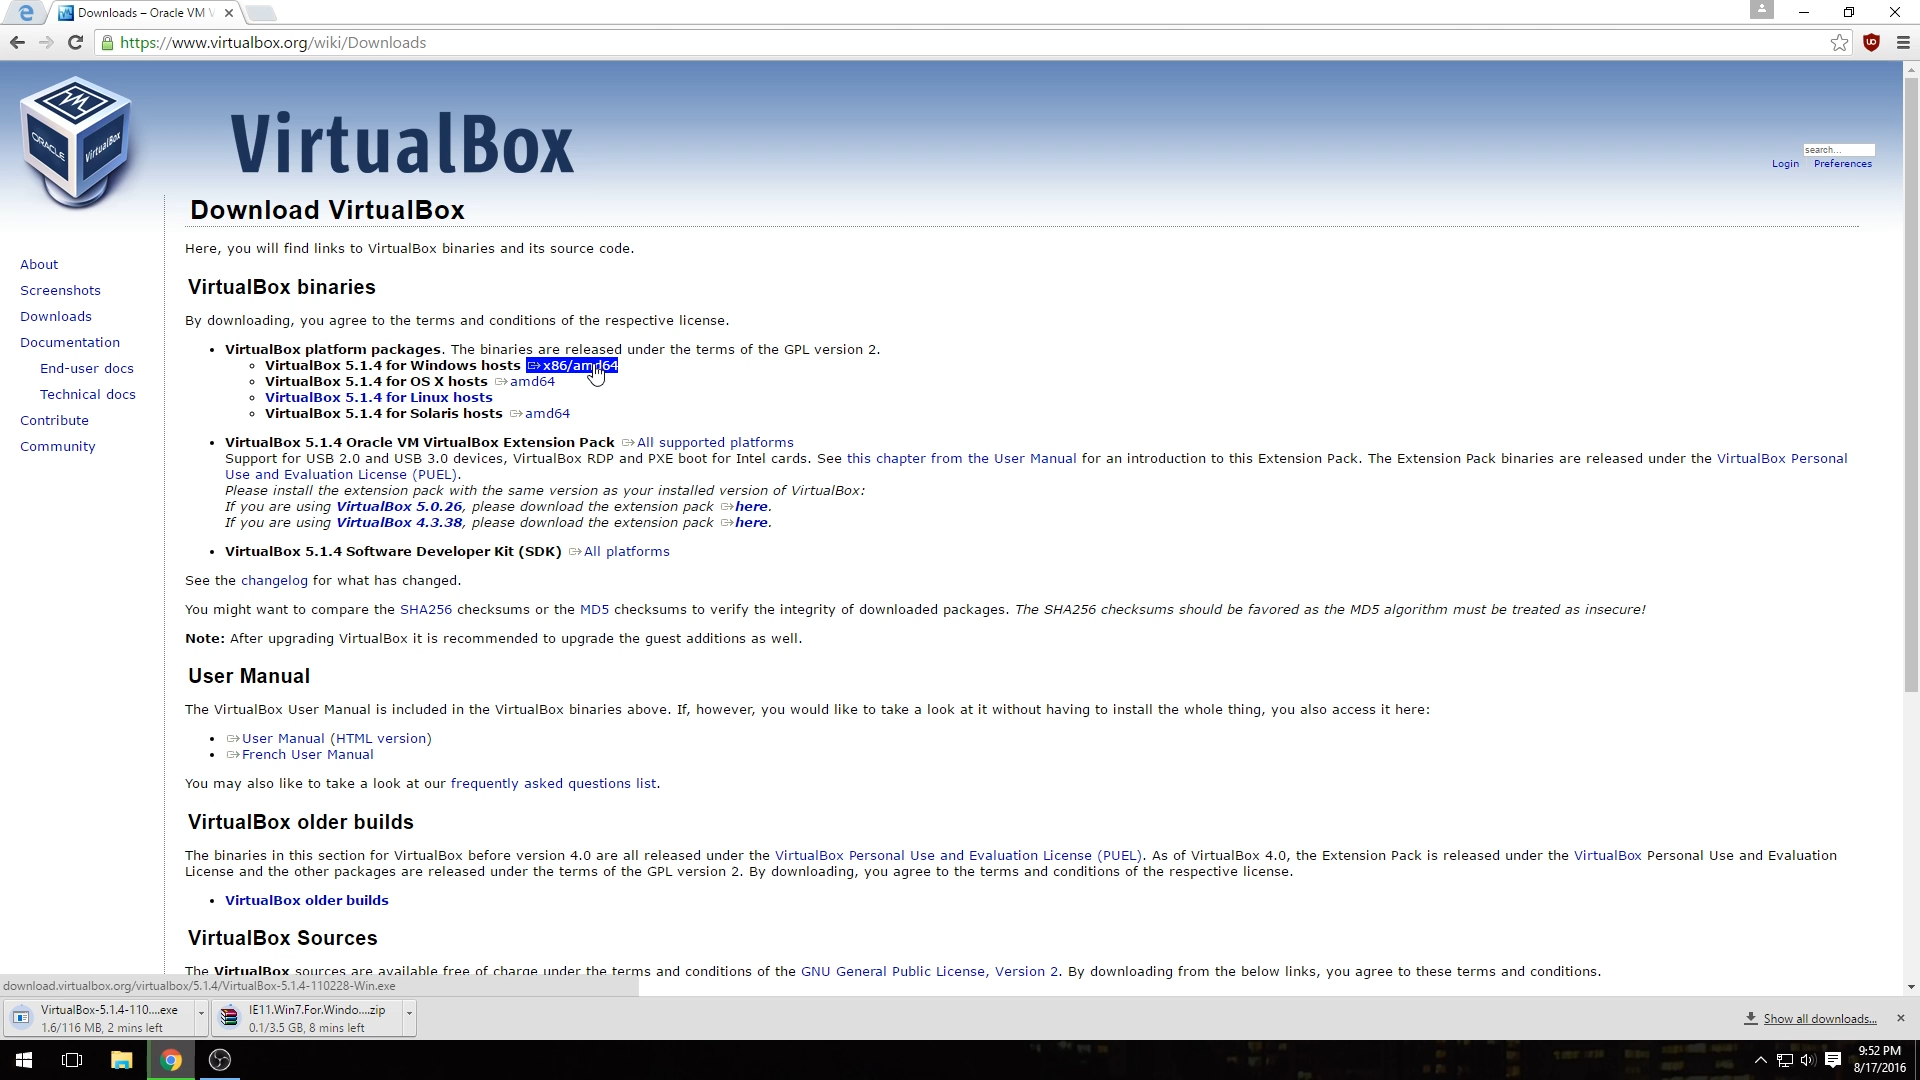 Downloads – Oracle VM V
https://www.virtualbox.org/wiki/Downloads
ORACLE
VirtualBox
VirtualBox
search...
Login Preferences
Download VirtualBox
Here, you will find links to VirtualBox binaries and its source code.
About
Screenshots
Downloads
Documentation
End-user docs
Technical docs
Contribute
Community
VirtualBox binaries
By downloading, you agree to the terms and conditions of the respective license.
• VirtualBox platform packages. The binaries are released under the terms of the GPL version 2.
VirtualBox 5.1.4 for Windows hosts x86/amd64
VirtualBox 5.1.4 for OS X hosts amd64
VirtualBox 5.1.4 for Linux hosts
VirtualBox 5.1.4 for Solaris hosts amd64
• VirtualBox 5.1.4 Oracle VM VirtualBox Extension Pack All supported platforms
Support for USB 2.0 and USB 3.0 devices, VirtualBox RDP and PXE boot for Intel cards. See this chapter from the User Manual for an introduction to this Extension Pack. The Extension Pack binaries are released under the VirtualBox Personal
Use and Evaluation License (PUEL).
Please install the extension pack with the same version as your installed version of VirtualBox:
If you are using VirtualBox 5.0.26, please download the extension pack here.
If you are using VirtualBox 4.3.38, please download the extension pack here.
• VirtualBox 5.1.4 Software Developer Kit (SDK) All platforms
See the changelog for what has changed.
You might want to compare the SHA256 checksums or the MD5 checksums to verify the integrity of downloaded packages. The SHA256 checksums should be favored as the MD5 algorithm must be treated as insecure!
Note: After upgrading VirtualBox it is recommended to upgrade the guest additions as well.
User Manual
The VirtualBox User Manual is included in the VirtualBox binaries above. If, however, you would like to take a look at it without having to install the whole thing, you also access it here:
• User Manual (HTML version)
• French User Manual
You may also like to take a look at our frequently asked questions list.
VirtualBox older builds
The binaries in this section for VirtualBox before version 4.0 are all released under the VirtualBox Personal Use and Evaluation License (PUEL). As of VirtualBox 4.0, the Extension Pack is released under the VirtualBox Personal Use and Evaluation
License and the other packages are released under the terms of the GPL version 2. By downloading, you agree to the terms and conditions of the respective license.
• VirtualBox older builds
VirtualBox Sources
The VirtualBox sources are available free of charge under the terms and conditions of the GNU General Public License, Version 2. By downloading from the below links, you agree to these terms and conditions.
download.virtualbox.org/virtualbox/5.1.4/VirtualBox-5.1.4-110228-Win.exe
VirtualBox-5.1.4-110....exe
1.6/116 MB, 2 mins left
IE11.Win7.For.Windo....zip
0.1/3.5 GB, 8 mins left
Show all downloads...
9:52 PM
8/17/2016